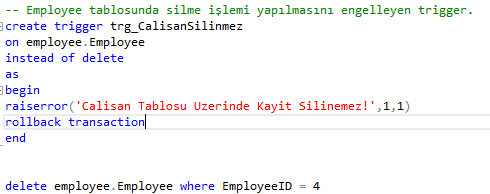 -- Employee tablosunda silme işlemi yapılmasını engelleyen trigger.
create trigger trg_CalisanSilinmez
on employee.Employee
instead of delete
as
begin
raiserror('Calisan Tablosu Uzerinde Kayit Silinemez!',1,1)
rollback transaction
end
delete employee.Employee where EmployeeID = 4